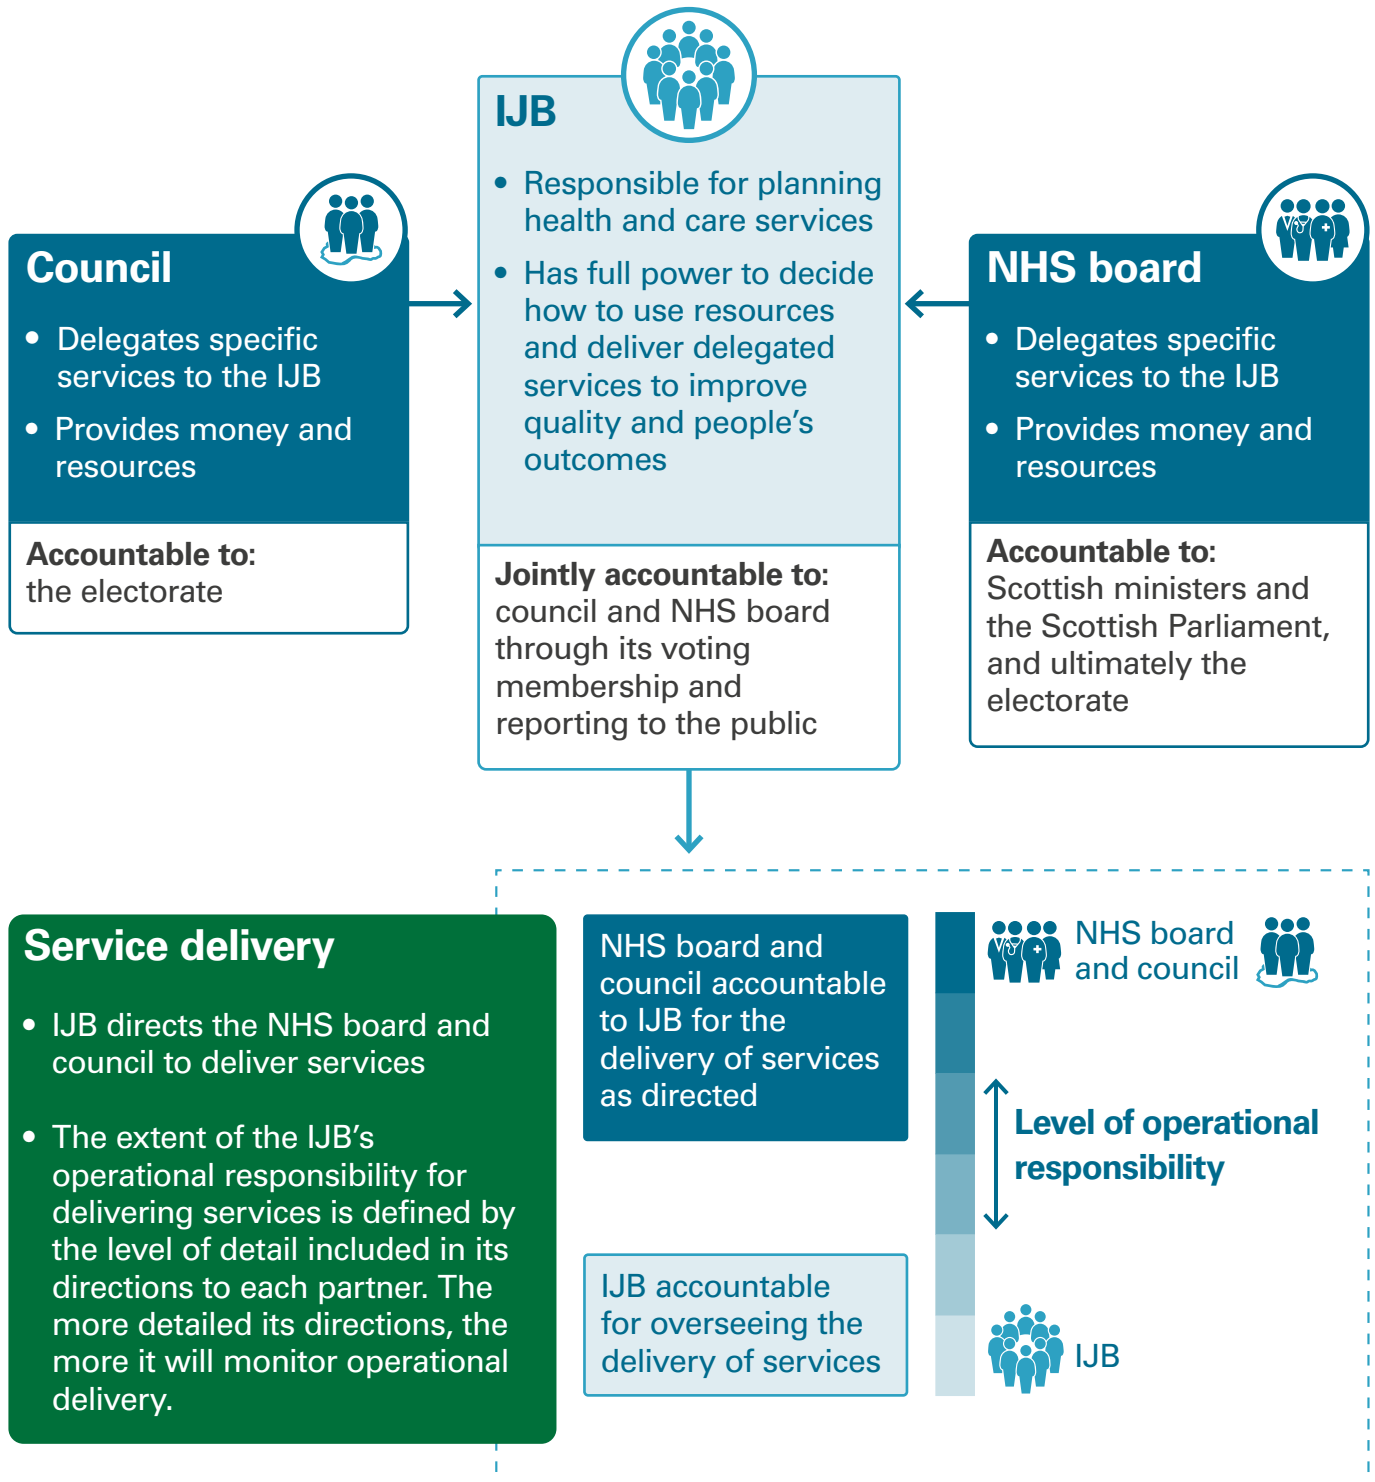 IJB
• Responsible for planning
health and care services
• Has full power to decide
how to use resources
and deliver delegated
services to improve
quality and people’s
outcomes
Jointly accountable to:
council and NHS board
through its voting
membership and
reporting to the public
Council
• Delegates specific
services to the IJB
• Provides money and
resources
Accountable to:
the electorate
NHS board
• Delegates specific
services to the IJB
• Provides money and
resources
Accountable to:
Scottish ministers and
the Scottish Parliament,
and ultimately the
electorate
Service delivery
• IJB directs the NHS board and
council to deliver services
• The extent of the IJB’s
operational responsibility for
delivering services is defined by
the level of detail included in its
directions to each partner. The
more detailed its directions, the
more it will monitor operational
delivery.
NHS board and
council accountable
to IJB for the
delivery of services
as directed
IJB accountable
for overseeing the
delivery of services
NHS board
and council
Level of operational
responsibility
IJB